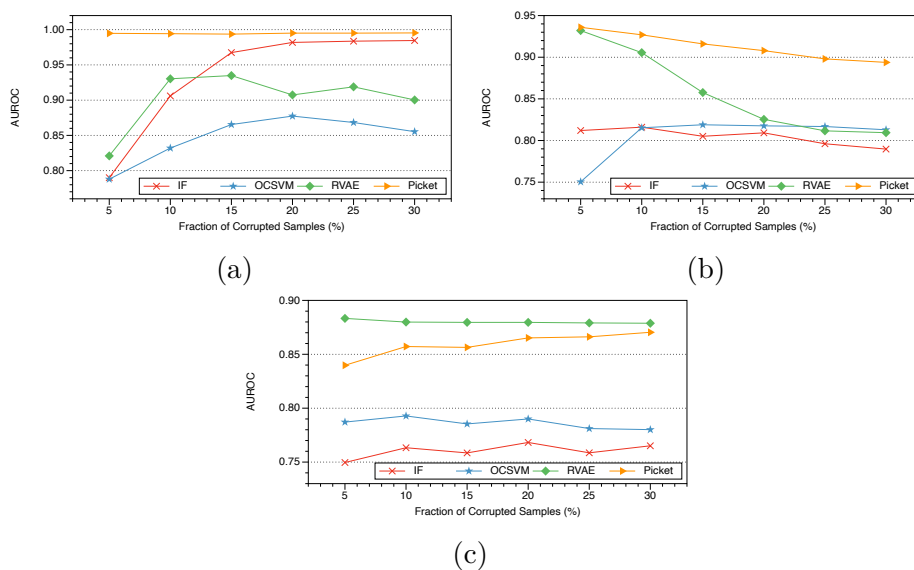 1.00
0.95
0.90
0.85
0.80
AUROC
IF OCSVM RVAE Picket
5 10 15 20 25 30
Fraction of Corrupted Samples (%)
(a)
0.95
0.90
0.85
0.80
0.75
AUROC
IF OCSVM RVAE Picket
5 10 15 20 25 30
Fraction of Corrupted Samples (%)
(b)
0.90
0.85
0.80
0.75
AUROC
IF OCSVM RVAE Picket
5 10 15 20 25 30
Fraction of Corrupted Samples (%)
(c)